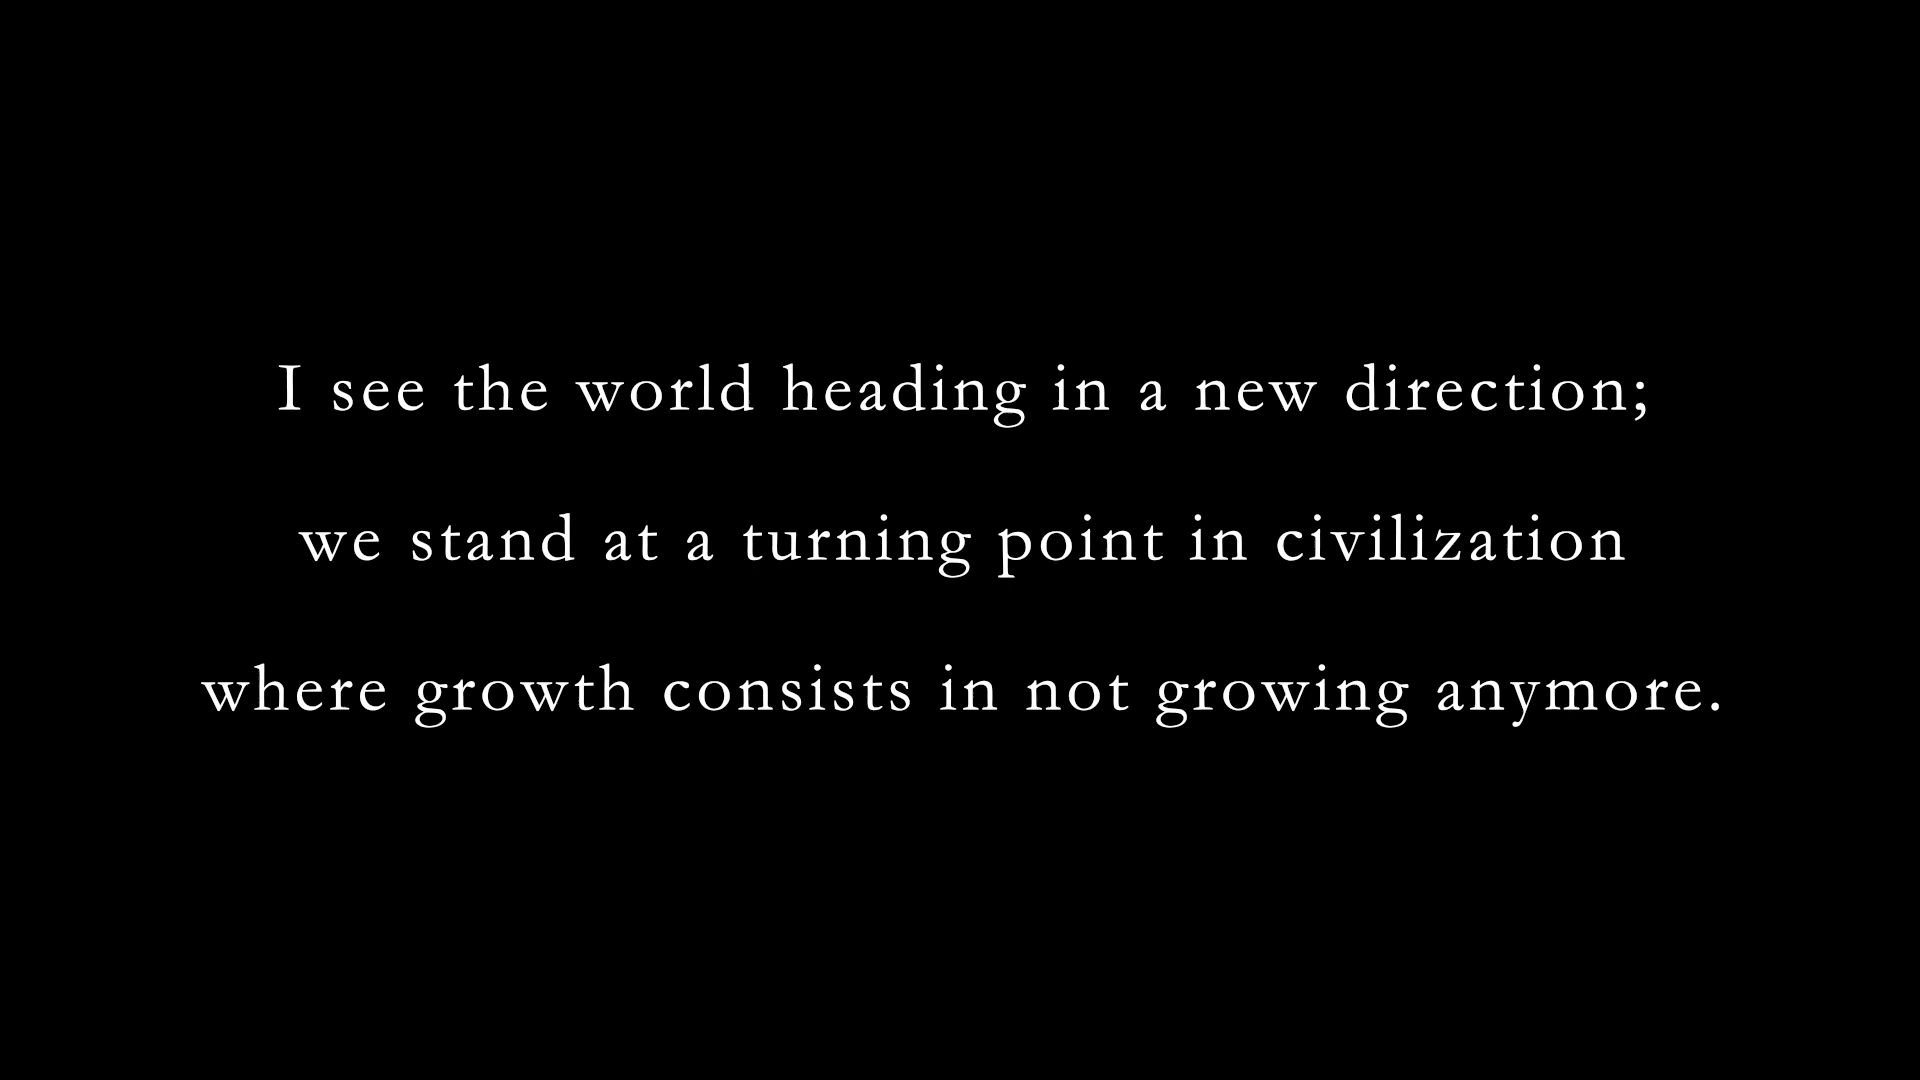 I see the world heading in a new direction;
we stand at a turning point in civilization
where growth consists in not growing anymore.